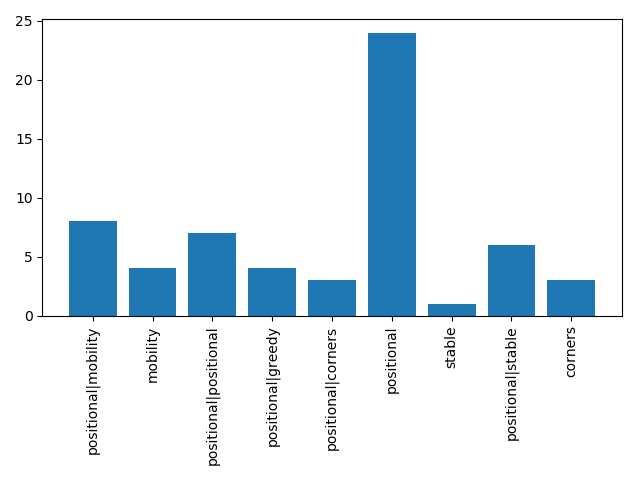 25
20
15
10
5
0
positional|mobility
mobility
positional|positional
positional|greedy
positional|corners
positional
stable
positional|stable
corners